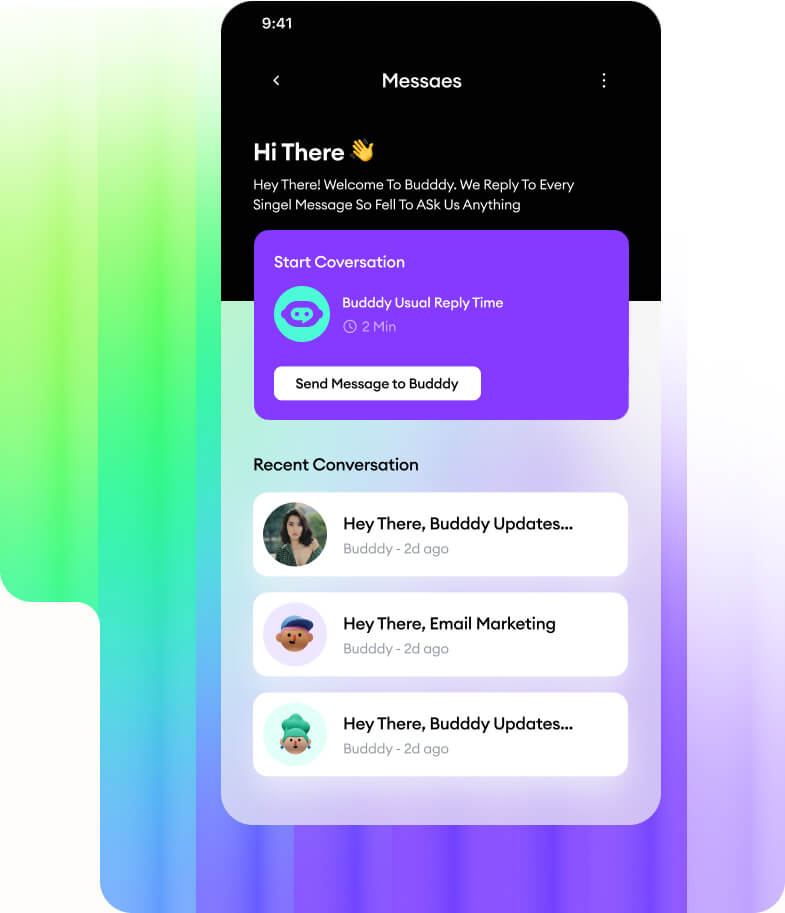 9:41
Messaes
Hi There 👋
Hey There! Welcome To Budddy. We Reply To Every
Singel Message So Fell To ASk Us Anything
Start Coversation
Budddy Usual Reply Time
2 Min
Send Message to Budddy
Recent Conversation
Hey There, Budddy Updates...
Budddy - 2d ago
Hey There, Email Marketing
Budddy - 2d ago
Hey There, Budddy Updates...
Budddy - 2d ago